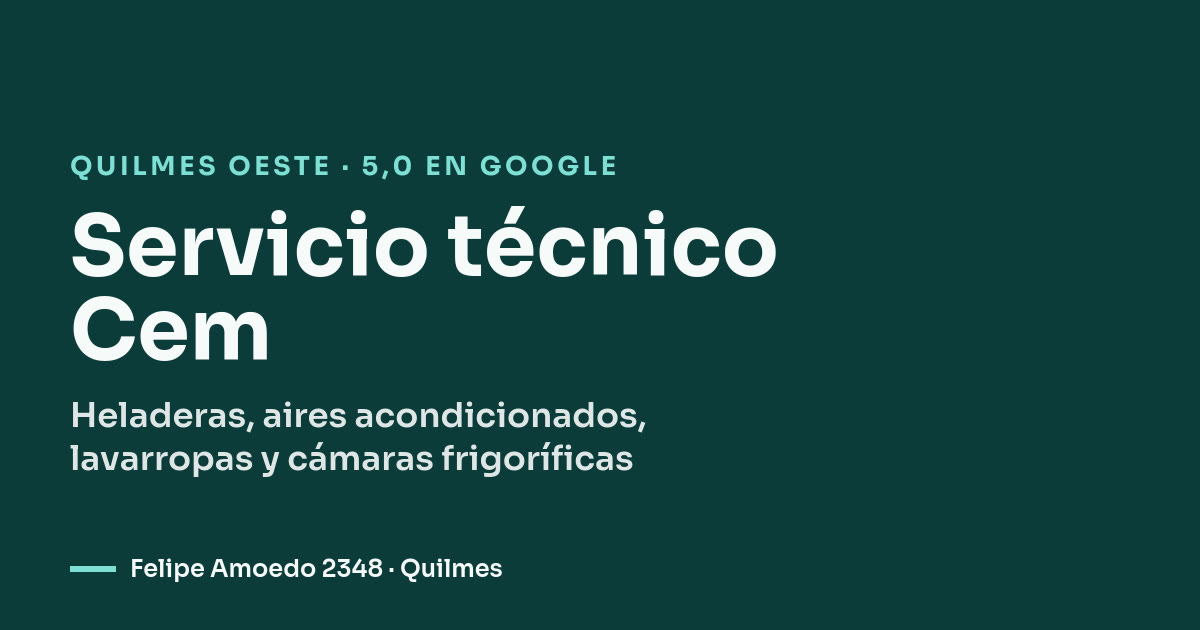 QUILMES OESTE · 5,0 EN GOOGLE
Servicio técnico
Cem
Heladeras, aires acondicionados,
lavarropas y cámaras frigoríficas
Felipe Amoedo 2348 · Quilmes